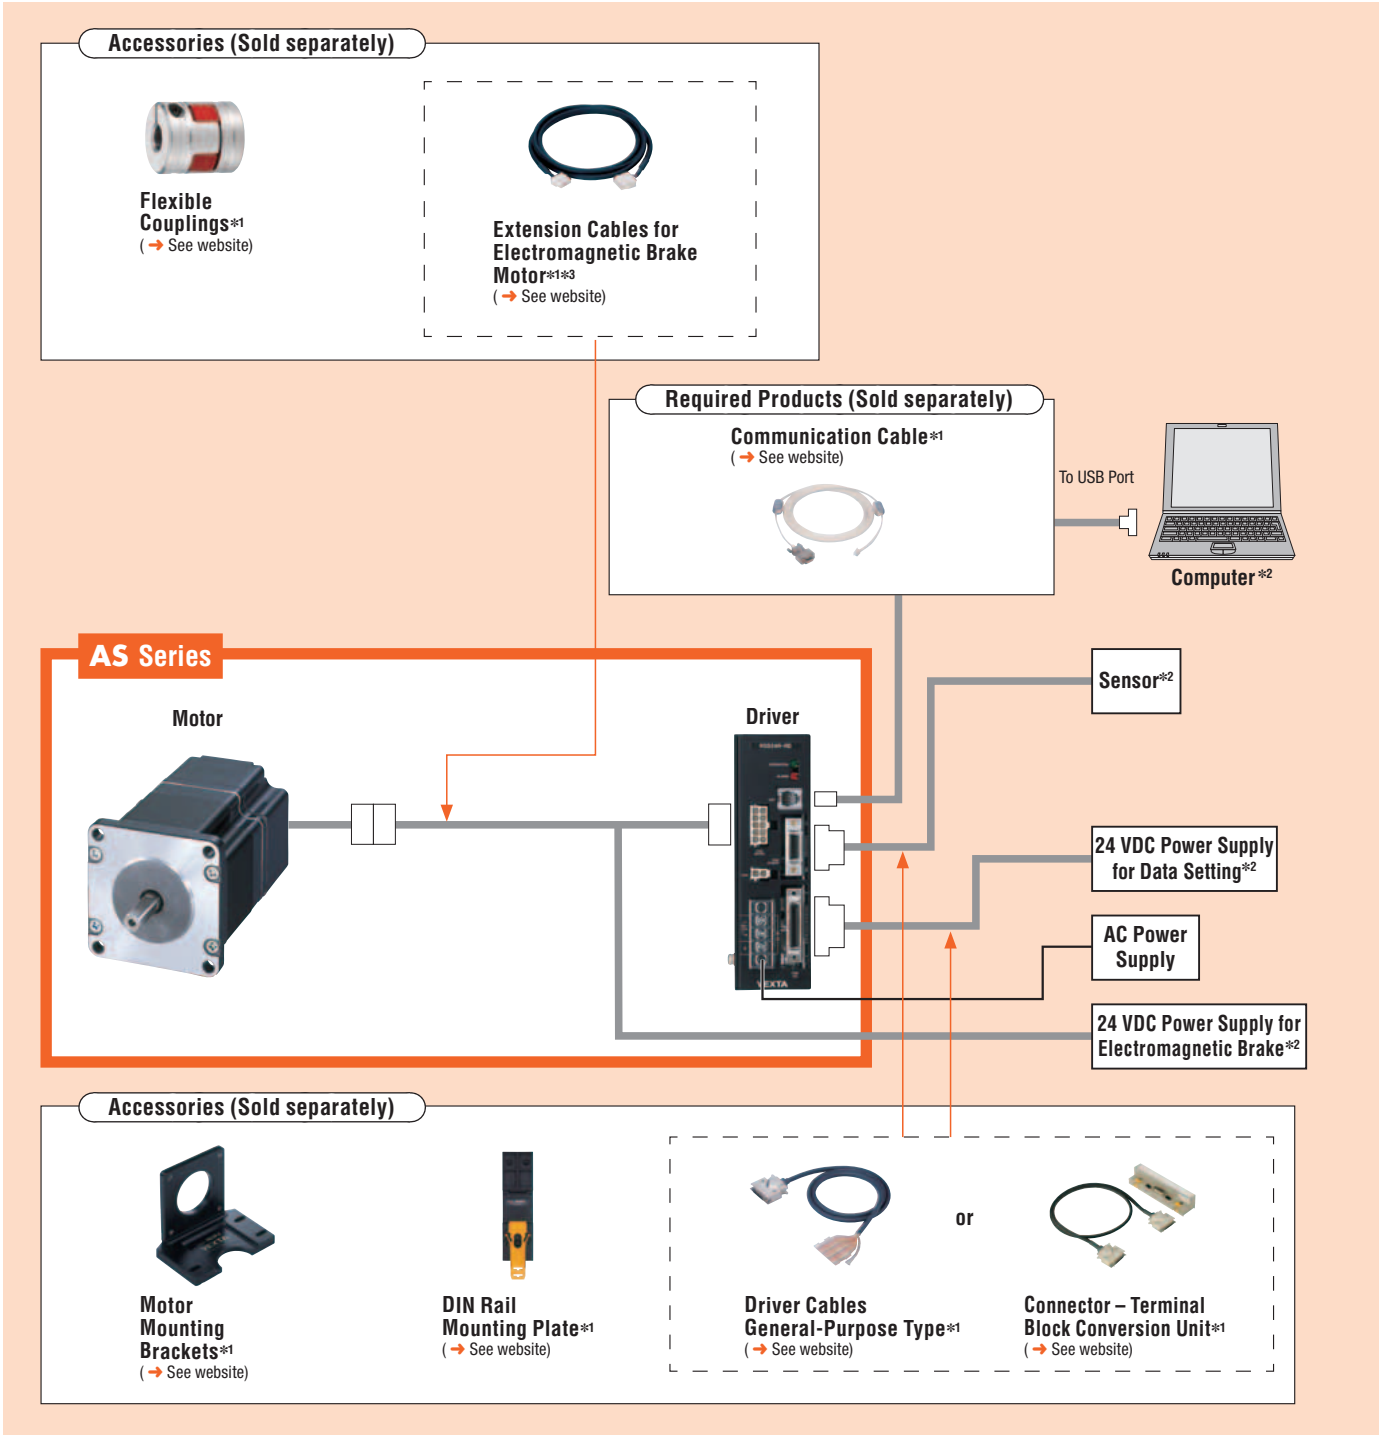 Accessories (Sold separately)
Flexible
Couplings*1
( ➜ See website)
Extension Cables for
Electromagnetic Brake
Motor*1*3
( ➜ See website)
Required Products (Sold separately)
Communication Cable*1
( ➜ See website)
To USB Port
Computer*2
AS Series
Motor
Driver
VEXTA
Sensor*2
24 VDC Power Supply
for Data Setting*2
AC Power
Supply
24 VDC Power Supply for
Electromagnetic Brake*2
Accessories (Sold separately)
Motor
Mounting
Brackets*1
( ➜ See website)
DIN Rail
Mounting Plate*1
( ➜ See website)
Driver Cables
General-Purpose Type*1
( ➜ See website)
or
Connector – Terminal
Block Conversion Unit*1
( ➜ See website)